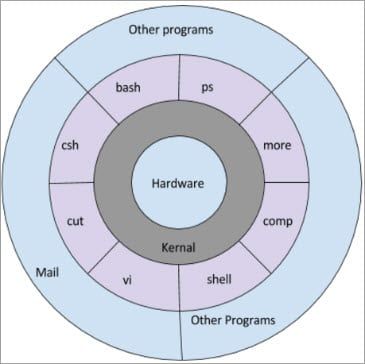 Other programs
bash
ps
csh
more
Hardware
cut
comp
Kernal
Mail
vi
shell
Other Programs